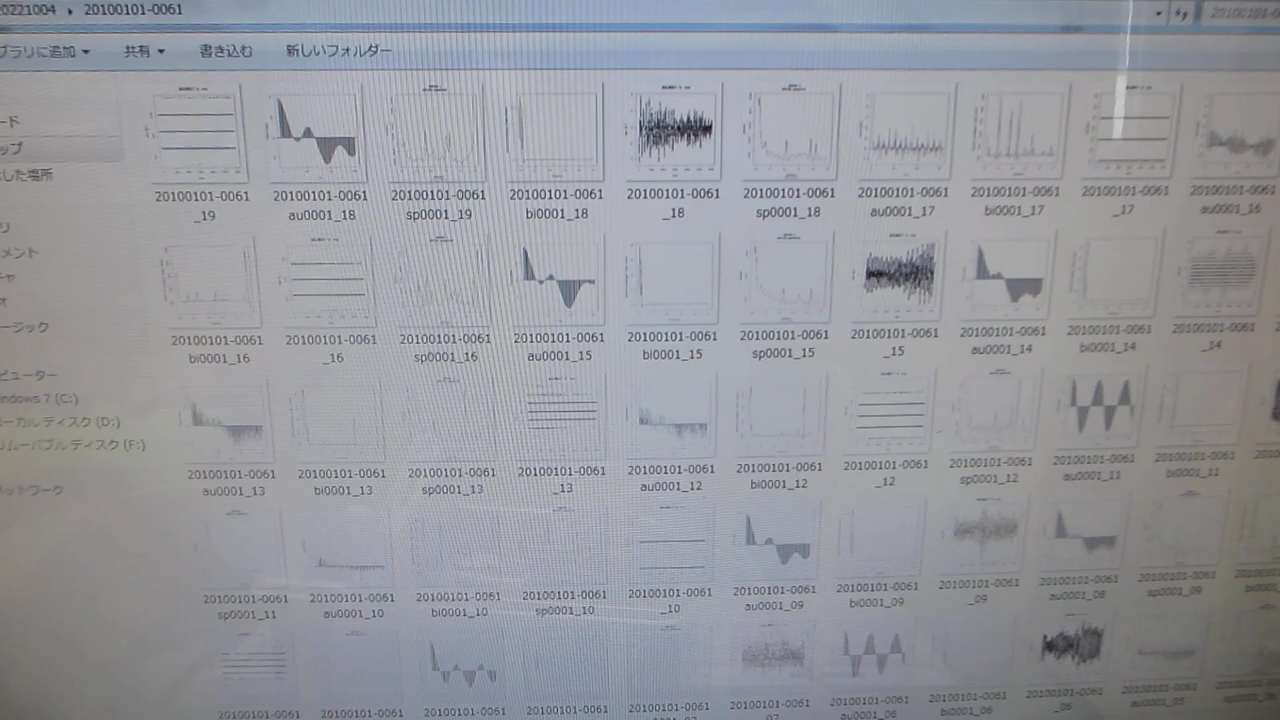 20221004 ▸ 20100101-0061
ブラリに追加 ▼ 共有 ▼ 書き込む 新しいフォルダー
した場所
メント
ージック
ピューター
indows 7 (C:)
ーカル ディスク (D:)
リムーバブル ディスク (F:)
ットワーク
20100101-0061 20100101-0061 20100101-0061 20100101-0061 20100101-0061 20100101-0061 20100101-0061 20100101-0061 20100101-0061 20100101-0061
_19 au0001_18 sp0001_19 bi0001_18 _18 sp0001_18 au0001_17 bi0001_17 _17 au0001_16
20100101-0061 20100101-0061 20100101-0061 20100101-0061 20100101-0061 20100101-0061 20100101-0061 20100101-0061 20100101-0061 20100101-0061
bi0001_16 _16 sp0001_16 au0001_15 bi0001_15 sp0001_15 _15 au0001_14 bi0001_14 _14
20100101-0061 20100101-0061 20100101-0061 20100101-0061 20100101-0061 20100101-0061 20100101-0061 20100101-0061 20100101-0061 20100101-0061
au0001_13 bi0001_13 sp0001_13 _13 au0001_12 bi0001_12 _12 sp0001_12 au0001_11 bi0001_11
20100101-0061 20100101-0061 20100101-0061 20100101-0061 20100101-0061 20100101-0061 20100101-0061 20100101-0061 20100101-0061 20100101-0061
sp0001_11 au0001_10 bi0001_10 sp0001_10 _10 au0001_09 bi0001_09 _09 au0001_08 sp0001_09
20100101-0061 20100101-0061 20100101-0061 20100101-0061 20100101-0061 20100101-0061 20100101-0061 20100101-0061 20100101-0061 20100101-0061
au0001_06 bi0001_06 _06